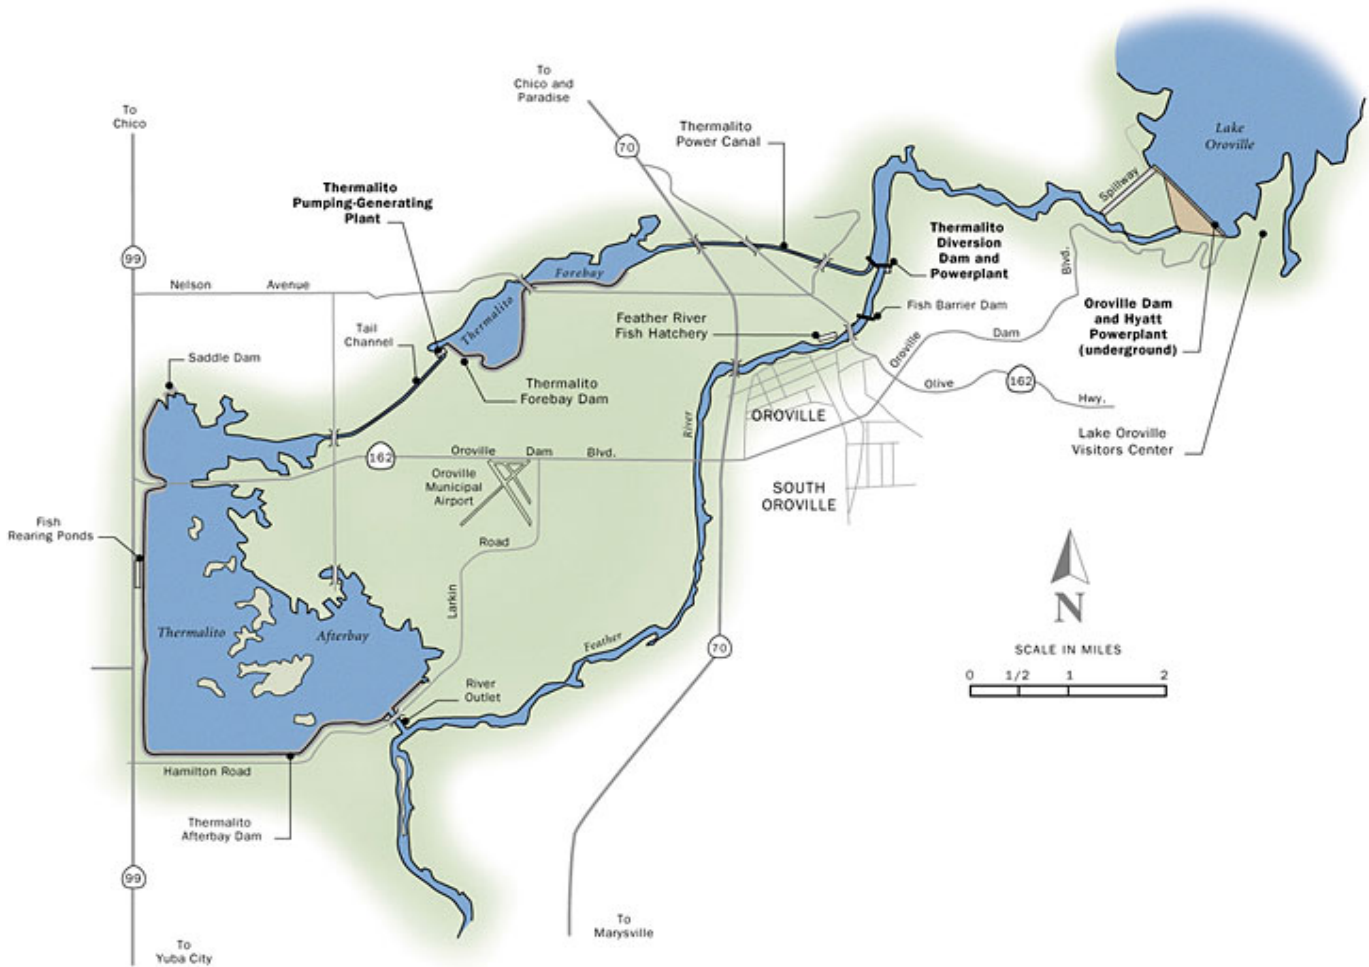 To
Chico and
Paradise
To
Chico
70
Thermalito
Power Canal
Lake
Oroville
Spillway
Thermalito
Pumping-Generating
Plant
Thermalito
Diversion
Dam and
Powerplant
99
Forebay
Blvd.
Nelson Avenue
Thermalito
Fish Barrier Dam
Oroville Dam
and Hyatt
Powerplant
(underground)
Feather River
Fish Hatchery
Tail
Channel
Dam
Oroville
Saddle Dam
Thermalito
Forebay Dam
Olive
162
Hwy.
OROVILLE
River
Lake Oroville
Visitors Center
162
Oroville Dam Blvd.
Oroville
Municipal
Airport
SOUTH
OROVILLE
Fish
Rearing Ponds
Road
Larkin
N
Thermalito
Afterbay
Feather
70
SCALE IN MILES
0 1/2 1 2
River
Outlet
Hamilton Road
Thermalito
Afterbay Dam
99
To
Marysville
To
Yuba City